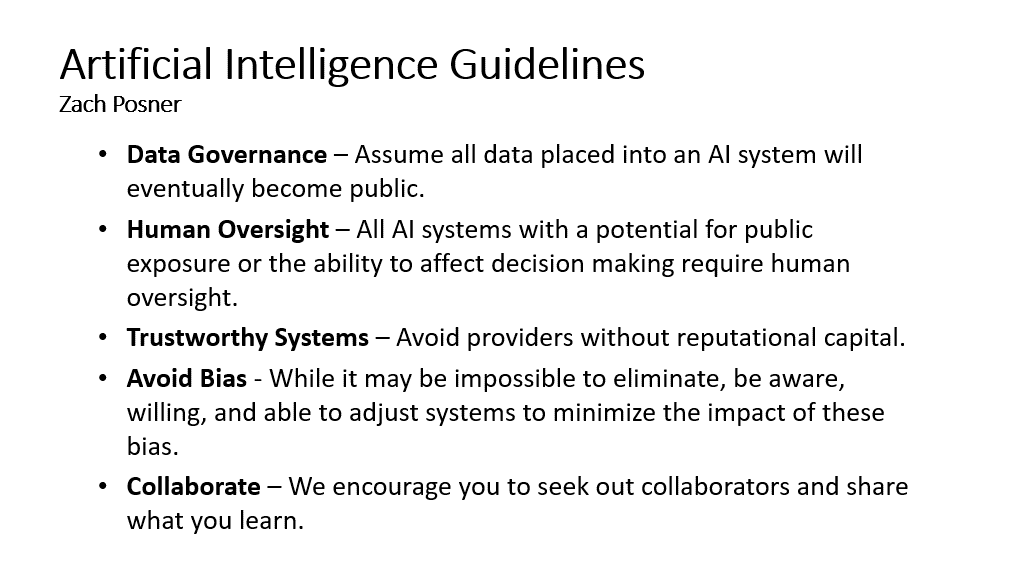 Artificial Intelligence Guidelines
Zach Posner
• Data Governance – Assume all data placed into an AI system will
eventually become public.
• Human Oversight – All AI systems with a potential for public
exposure or the ability to affect decision making require human
oversight.
• Trustworthy Systems – Avoid providers without reputational capital.
• Avoid Bias - While it may be impossible to eliminate, be aware,
willing, and able to adjust systems to minimize the impact of these
bias.
• Collaborate – We encourage you to seek out collaborators and share
what you learn.